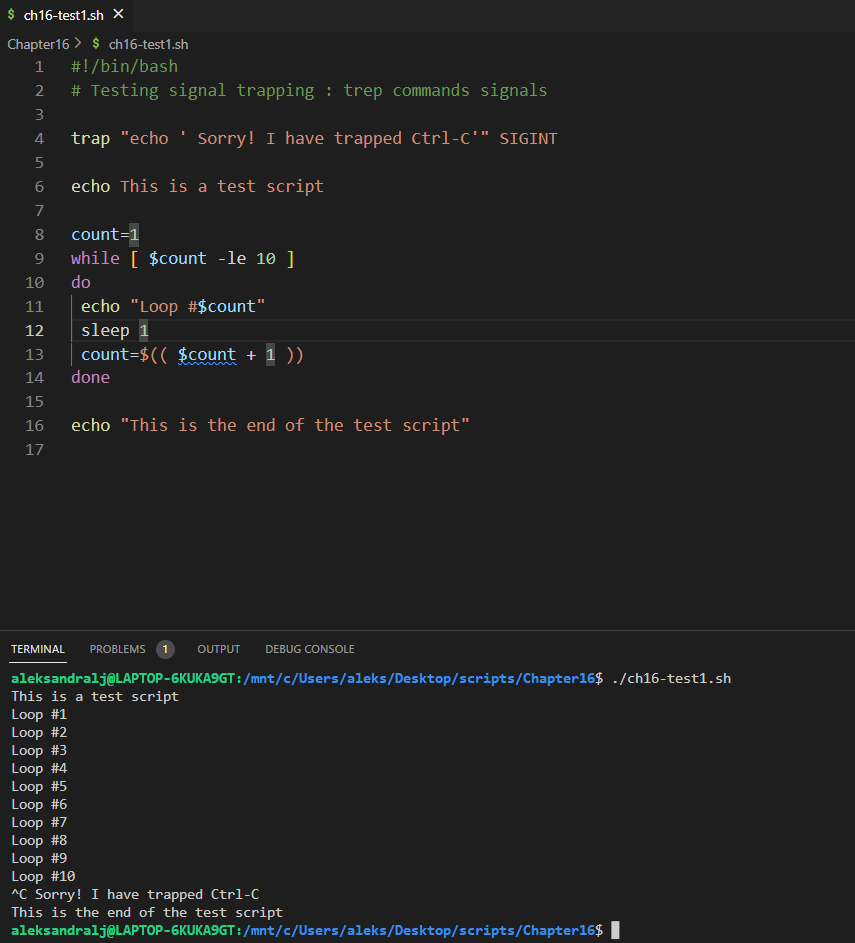 $ ch16-test1.sh ×
Chapter16 > $ ch16-test1.sh
1 #!/bin/bash
2 # Testing signal trapping : trep commands signals
3
4 trap "echo ' Sorry! I have trapped Ctrl-C'" SIGINT
5
6 echo This is a test script
7
8 count=1
9 while [ $count -le 10 ]
10 do
11 echo "Loop #$count"
12 sleep 1
13 count=$(( $count + 1 ))
14 done
15
16 echo "This is the end of the test script"
17
TERMINAL PROBLEMS 1 OUTPUT DEBUG CONSOLE
aleksandralj@LAPTOP-6KUKA9GT:/mnt/c/Users/aleks/Desktop/scripts/Chapter16$ ./ch16-test1.sh
This is a test script
Loop #1
Loop #2
Loop #3
Loop #4
Loop #5
Loop #6
Loop #7
Loop #8
Loop #9
Loop #10
^C Sorry! I have trapped Ctrl-C
This is the end of the test script
aleksandralj@LAPTOP-6KUKA9GT:/mnt/c/Users/aleks/Desktop/scripts/Chapter16$